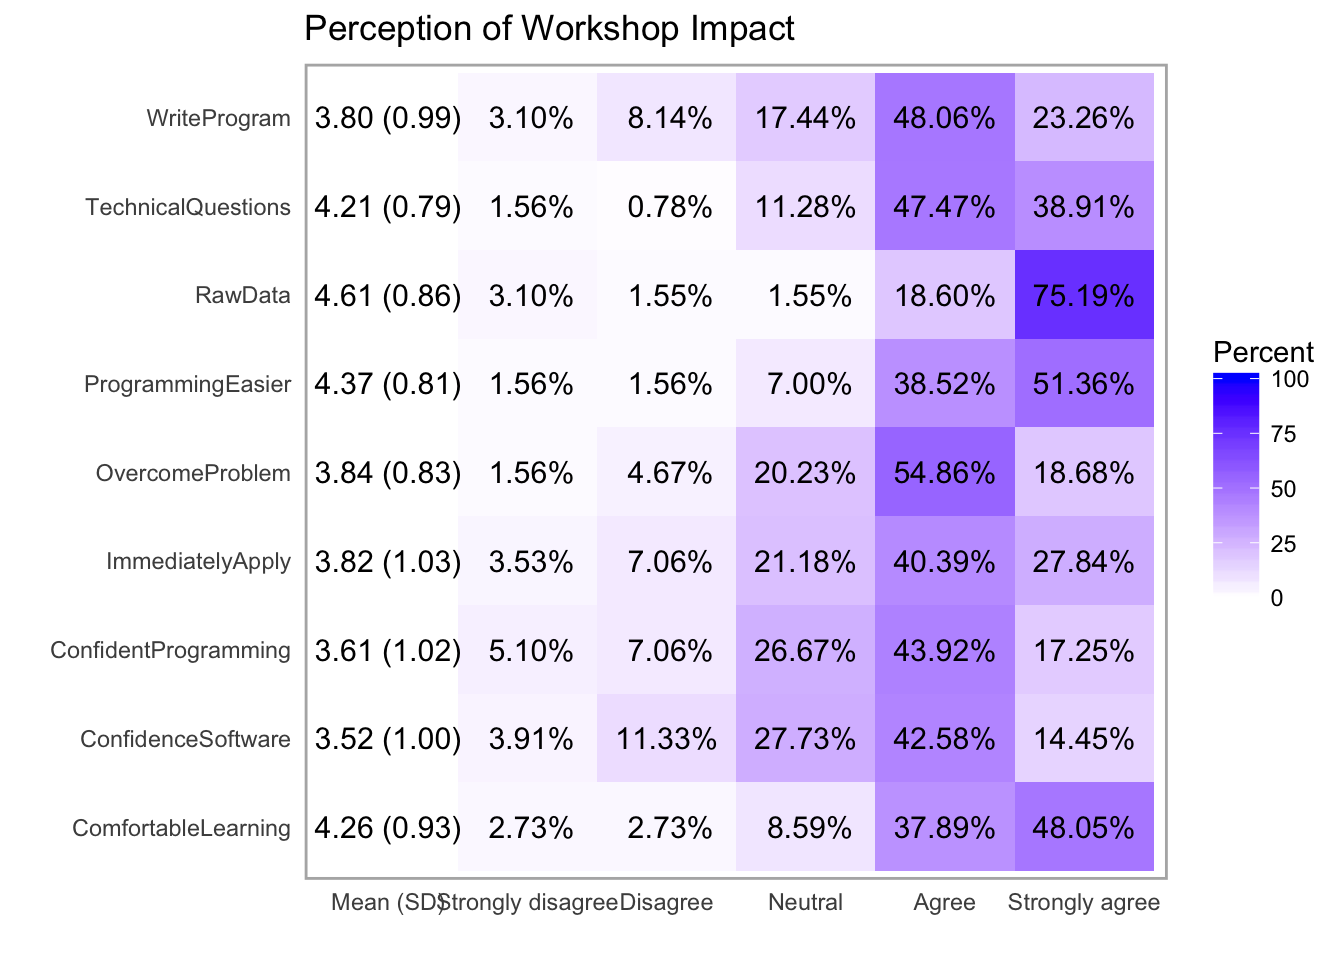 Perception of Workshop Impact
WriteProgram 3.80 (0.99) 3.10% 8.14% 17.44% 48.06% 23.26%
TechnicalQuestions 4.21 (0.79) 1.56% 0.78% 11.28% 47.47% 38.91%
RawData 4.61 (0.86) 3.10% 1.55% 1.55% 18.60% 75.19%
ProgrammingEasier 4.37 (0.81) 1.56% 1.56% 7.00% 38.52% 51.36%
OvercomeProblem 3.84 (0.83) 1.56% 4.67% 20.23% 54.86% 18.68%
ImmediatelyApply 3.82 (1.03) 3.53% 7.06% 21.18% 40.39% 27.84%
ConfidentProgramming 3.61 (1.02) 5.10% 7.06% 26.67% 43.92% 17.25%
ConfidenceSoftware 3.52 (1.00) 3.91% 11.33% 27.73% 42.58% 14.45%
ComfortableLearning 4.26 (0.93) 2.73% 2.73% 8.59% 37.89% 48.05%
Mean (SD) Strongly disagree Disagree Neutral Agree Strongly agree
Percent
100
75
50
25
0